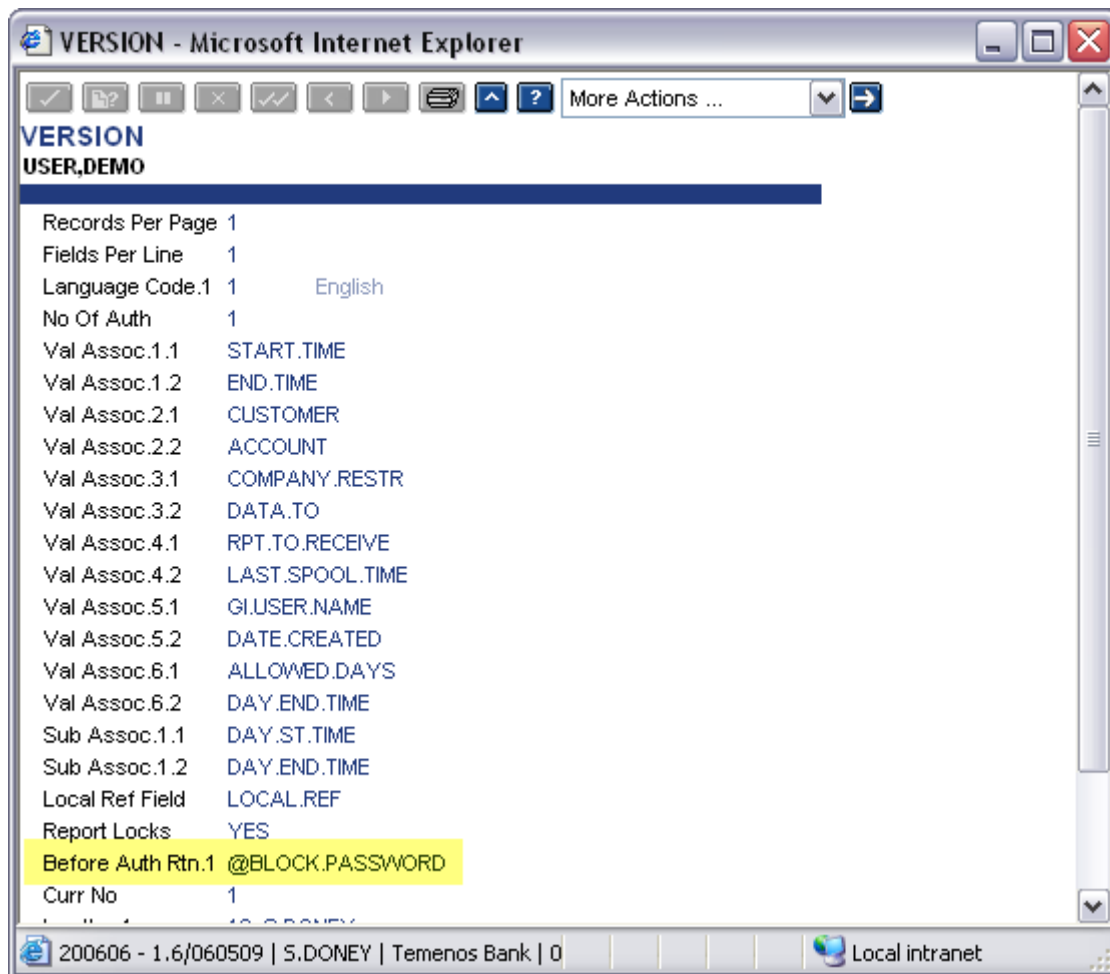 VERSION - Microsoft Internet Explorer
More Actions ...
VERSION
USER,DEMO
Records Per Page 1
Fields Per Line 1
Language Code.1 1 English
No Of Auth 1
Val Assoc.1.1 START.TIME
Val Assoc.1.2 END.TIME
Val Assoc.2.1 CUSTOMER
Val Assoc.2.2 ACCOUNT
Val Assoc.3.1 COMPANY.RESTR
Val Assoc.3.2 DATA.TO
Val Assoc.4.1 RPT.TO.RECEIVE
Val Assoc.4.2 LAST.SPOOL.TIME
Val Assoc.5.1 GI.USER.NAME
Val Assoc.5.2 DATE.CREATED
Val Assoc.6.1 ALLOWED.DAYS
Val Assoc.6.2 DAY.END.TIME
Sub Assoc.1.1 DAY.ST.TIME
Sub Assoc.1.2 DAY.END.TIME
Local Ref Field LOCAL.REF
Report Locks YES
Before Auth Rtn.1 @BLOCK.PASSWORD
Curr No 1
200606 - 1.6/060509 | S.DONEY | Temenos Bank | 0 Local intranet